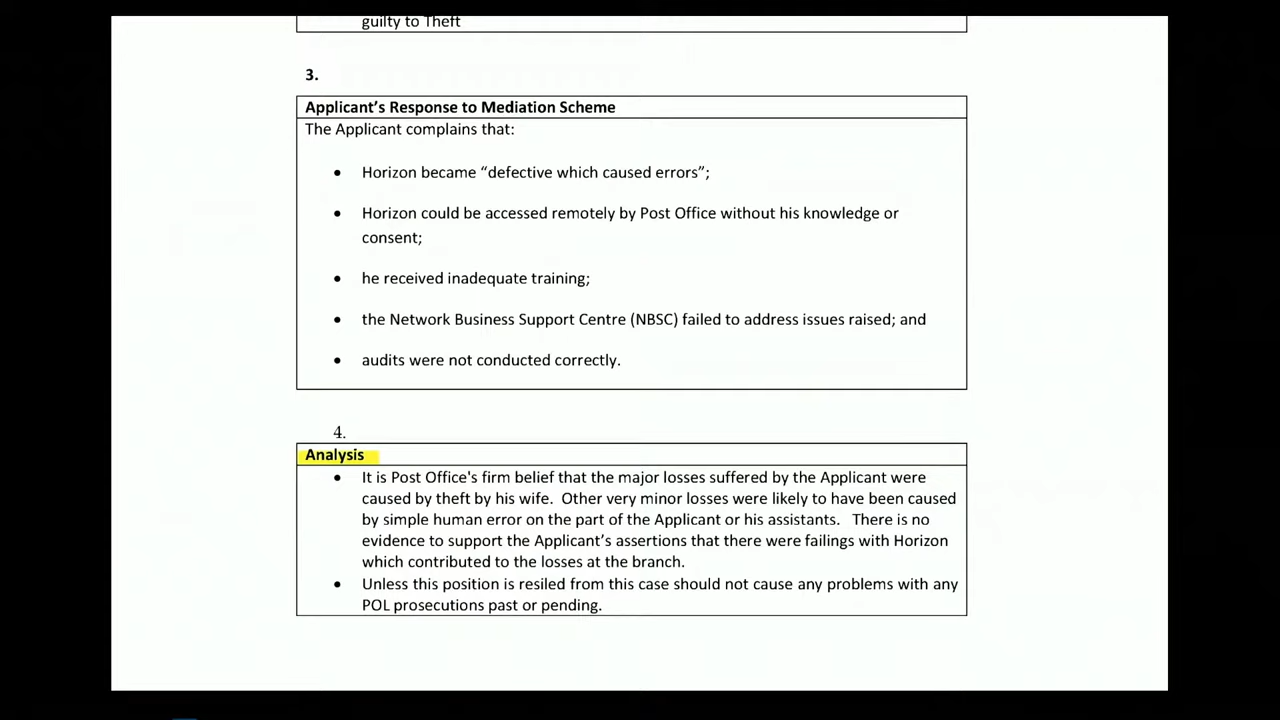 guilty to Theft
3.
Applicant’s Response to Mediation Scheme
The Applicant complains that:
• Horizon became “defective which caused errors”;
• Horizon could be accessed remotely by Post Office without his knowledge or
consent;
• he received inadequate training;
• the Network Business Support Centre (NBSC) failed to address issues raised; and
• audits were not conducted correctly.
4.
Analysis
• It is Post Office's firm belief that the major losses suffered by the Applicant were
caused by theft by his wife.  Other very minor losses were likely to have been caused
by simple human error on the part of the Applicant or his assistants.   There is no
evidence to support the Applicant’s assertions that there were failings with Horizon
which contributed to the losses at the branch.
• Unless this position is resiled from this case should not cause any problems with any
POL prosecutions past or pending.